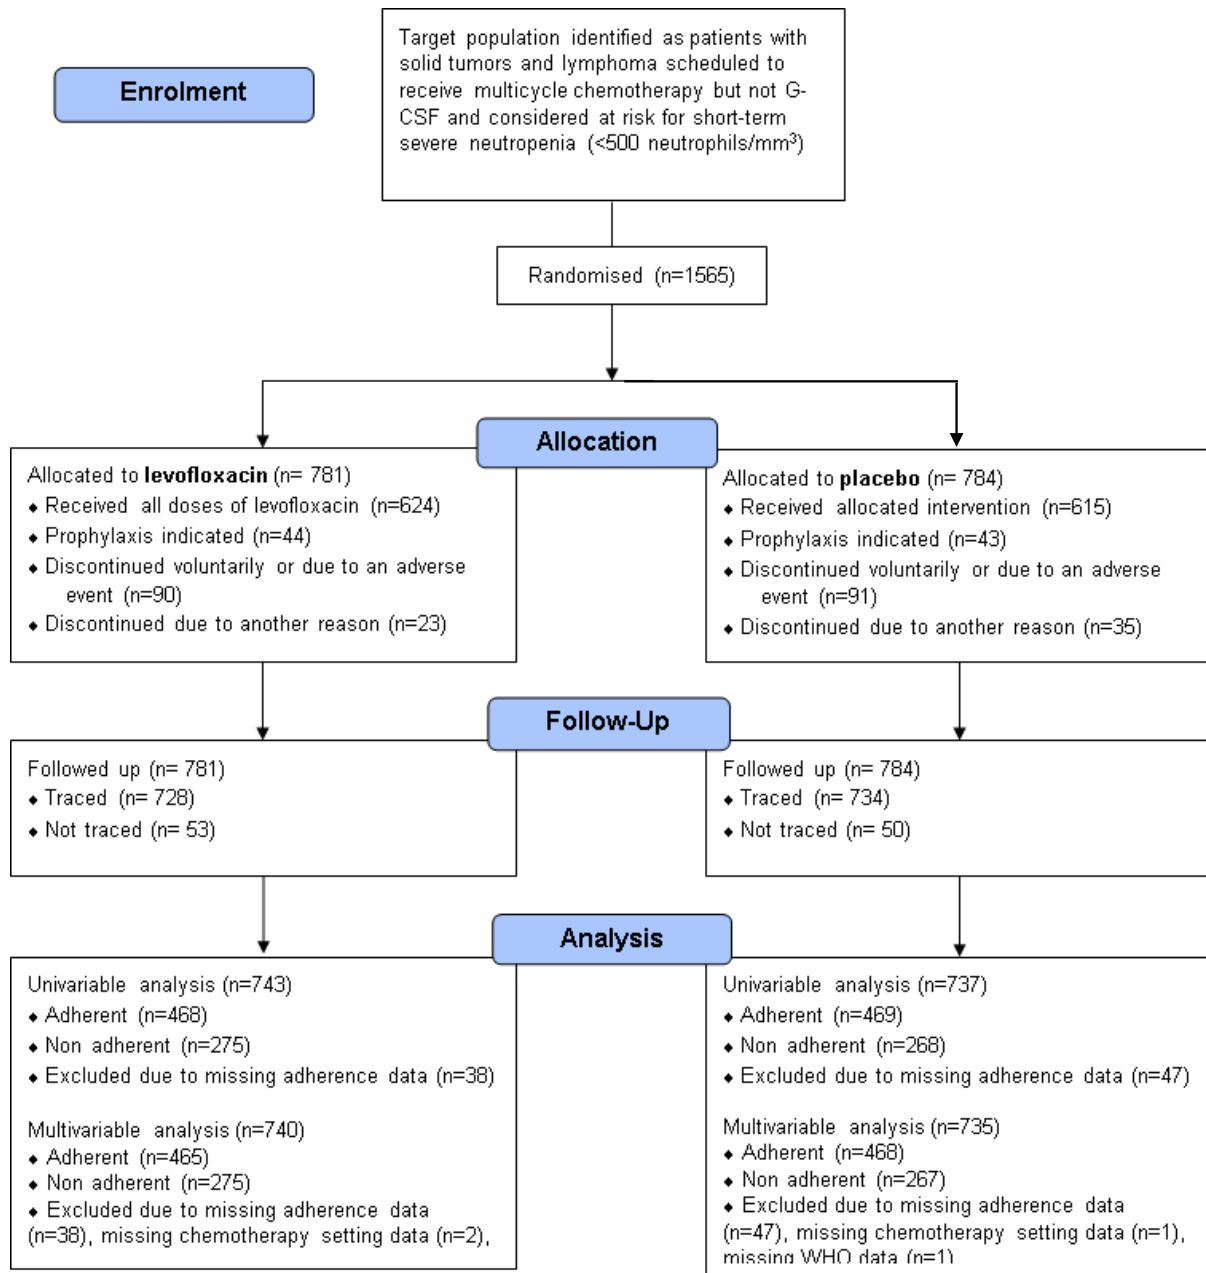 Enrolment
Target population identified as patients with
solid tumors and lymphoma scheduled to
receive multicycle chemotherapy but not G-
CSF and considered at risk for short-term
severe neutropenia (<500 neutrophils/mm³)
Randomised (n=1565)
Allocation
Allocated to levofloxacin (n= 781)
⬥ Received all doses of levofloxacin (n=624)
⬥ Prophylaxis indicated (n=44)
⬥ Discontinued voluntarily or due to an adverse
event (n=90)
⬥ Discontinued due to another reason (n=23)
Allocated to placebo (n= 784)
⬥ Received allocated intervention (n=615)
⬥ Prophylaxis indicated (n=43)
⬥ Discontinued voluntarily or due to an adverse
event (n=91)
⬥ Discontinued due to another reason (n=35)
Follow-Up
Followed up (n= 781)
⬥ Traced (n= 728)
⬥ Not traced (n= 53)
Followed up (n= 784)
⬥ Traced (n= 734)
⬥ Not traced (n= 50)
Analysis
Univariable analysis (n=743)
⬥ Adherent (n=468)
⬥ Non adherent (n=275)
⬥ Excluded due to missing adherence data (n=38)
Multivariable analysis (n=740)
⬥ Adherent (n=465)
⬥ Non adherent (n=275)
⬥ Excluded due to missing adherence data
(n=38), missing chemotherapy setting data (n=2),
Univariable analysis (n=737)
⬥ Adherent (n=469)
⬥ Non adherent (n=268)
⬥ Excluded due to missing adherence data (n=47)
Multivariable analysis (n=735)
⬥ Adherent (n=468)
⬥ Non adherent (n=267)
⬥ Excluded due to missing adherence data
(n=47), missing chemotherapy setting data (n=1),
missing WHO data (n=1)